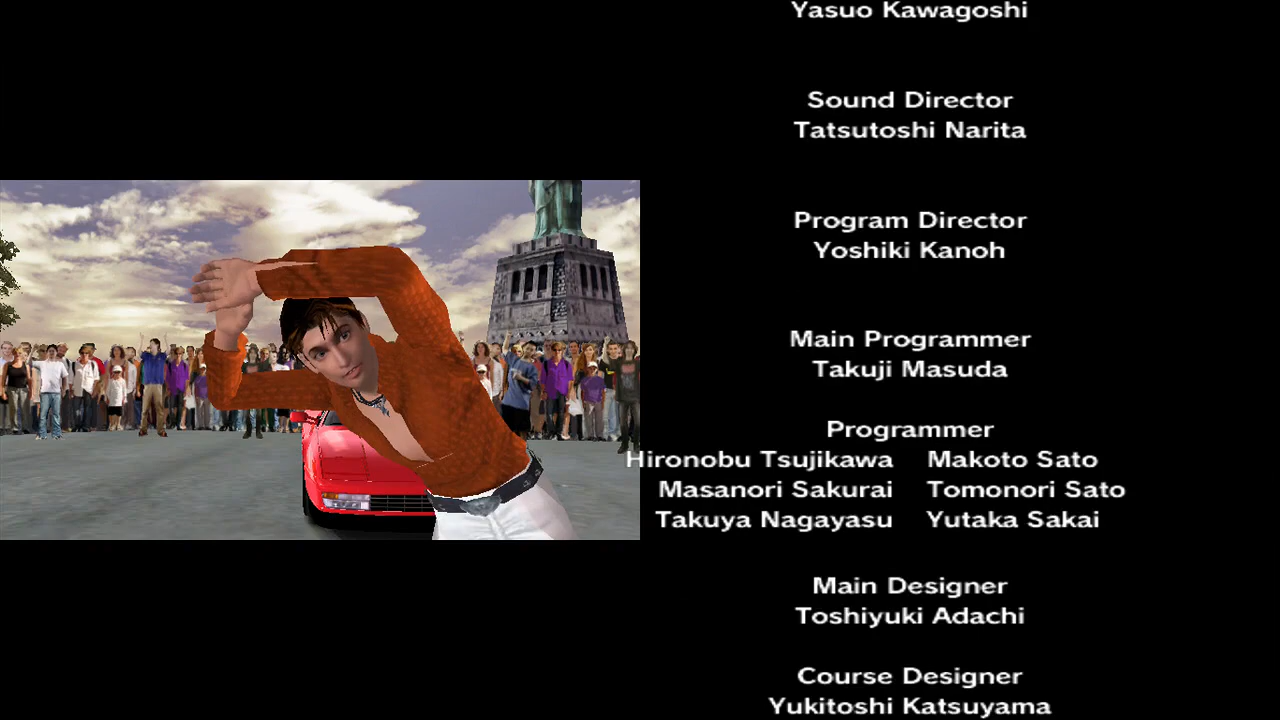 Yasuo Kawagoshi
Sound Director
Tatsutoshi Narita
Program Director
Yoshiki Kanoh
Main Programmer
Takuji Masuda
Programmer
Hironobu Tsujikawa Makoto Sato
Masanori Sakurai Tomonori Sato
Takuya Nagayasu Yutaka Sakai
Main Designer
Toshiyuki Adachi
Course Designer
Yukitoshi Katsuyama